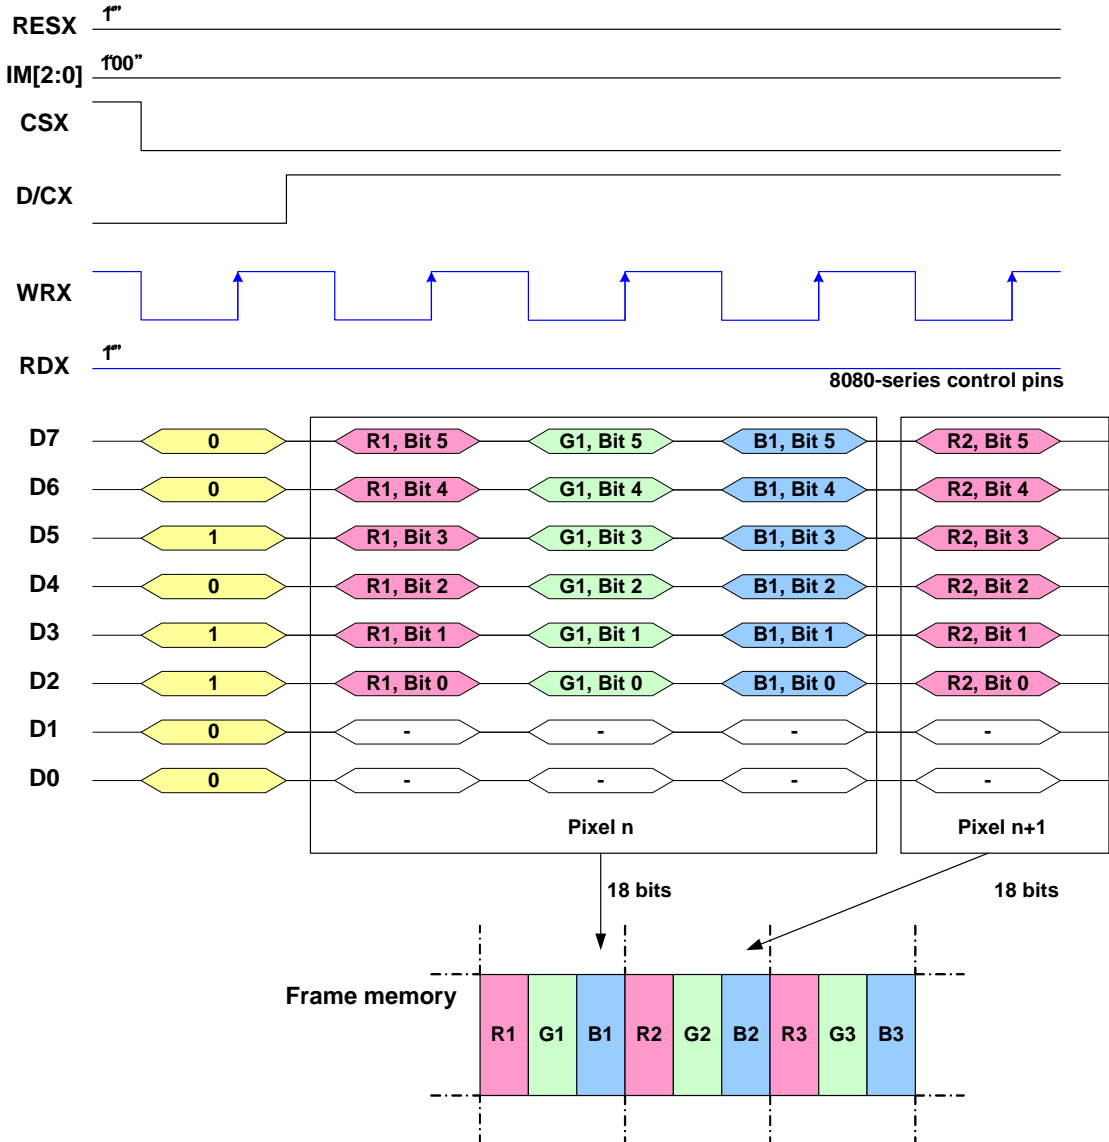 RESX 1"
IM[2:0] 100"
CSX
D/CX
WRX
RDX 1"
8080-series control pins
D7 0 R1, Bit 5 G1, Bit 5 B1, Bit 5 R2, Bit 5
D6 0 R1, Bit 4 G1, Bit 4 B1, Bit 4 R2, Bit 4
D5 1 R1, Bit 3 G1, Bit 3 B1, Bit 3 R2, Bit 3
D4 0 R1, Bit 2 G1, Bit 2 B1, Bit 2 R2, Bit 2
D3 1 R1, Bit 1 G1, Bit 1 B1, Bit 1 R2, Bit 1
D2 1 R1, Bit 0 G1, Bit 0 B1, Bit 0 R2, Bit 0
D1 0 - - - -
D0 0 - - - -
Pixel n Pixel n+1
18 bits 18 bits
Frame memory
R1 G1 B1 R2 G2 B2 R3 G3 B3